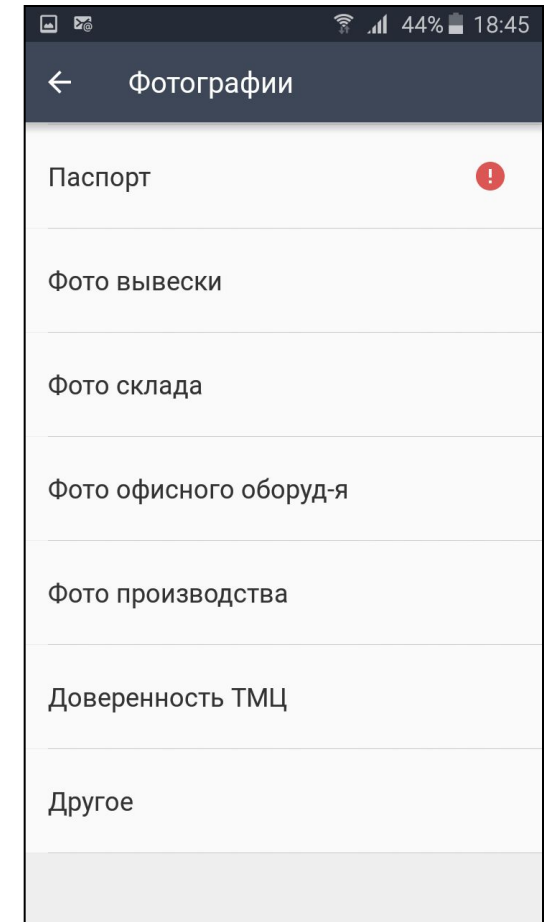 44% 18:45
Фотографии
Паспорт
Фото вывески
Фото склада
Фото офисного оборуд-я
Фото производства
Доверенность ТМЦ
Другое